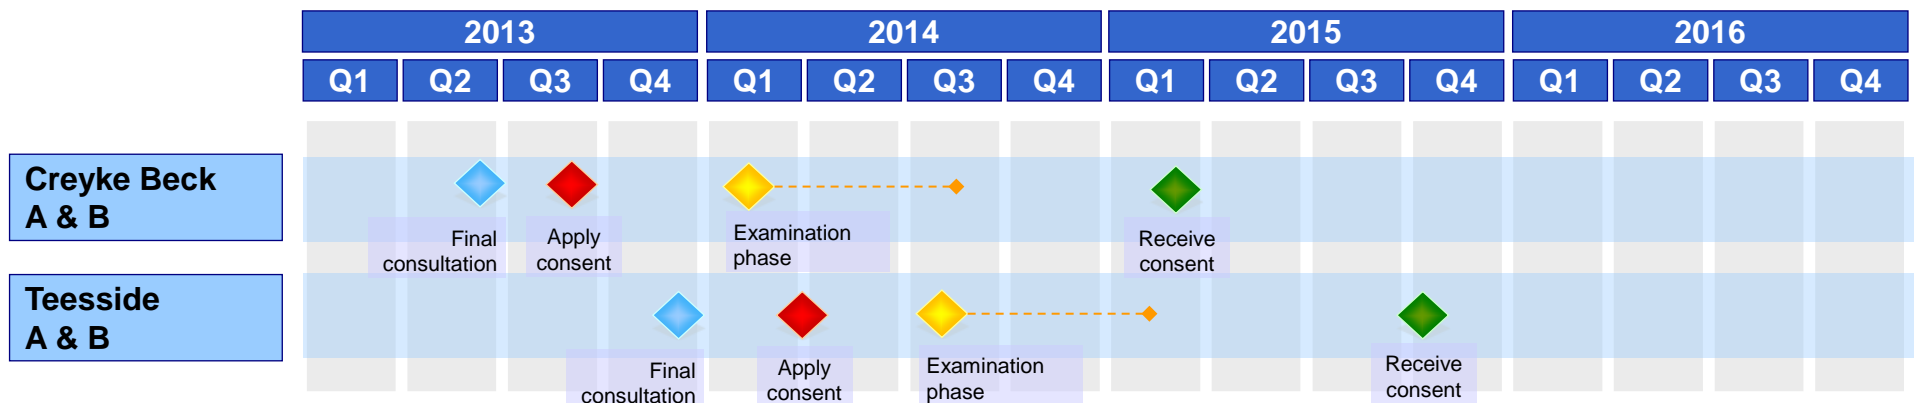 2013 2014 2015 2016
Q1 Q2 Q3 Q4 Q1 Q2 Q3 Q4 Q1 Q2 Q3 Q4 Q1 Q2 Q3 Q4
Creyke Beck
A & B
Final
consultation
Apply
consent
Examination
phase
Receive
consent
Teesside
A & B
Final
consultation
Apply
consent
Examination
phase
Receive
consent